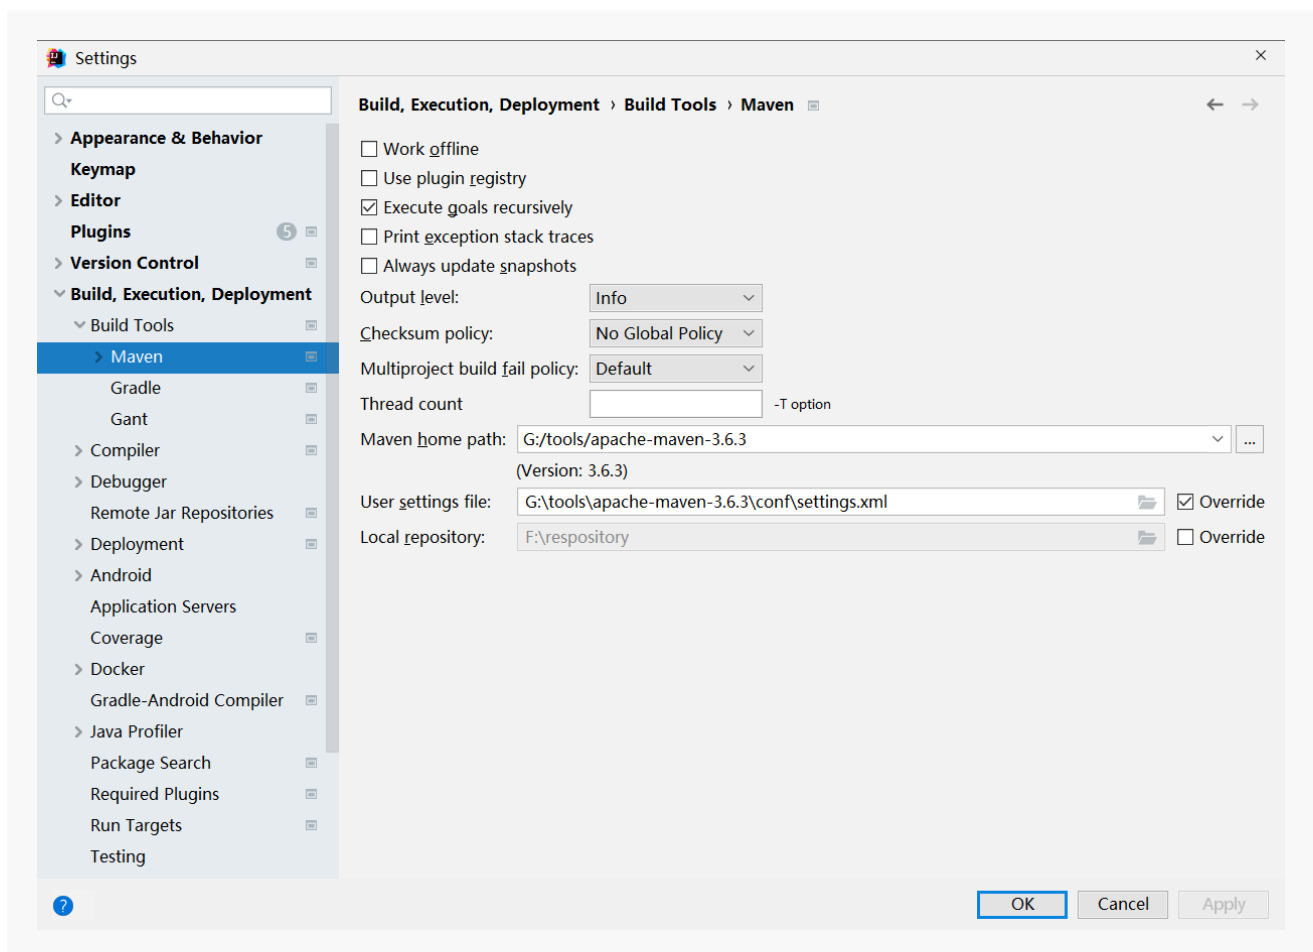 Settings
Build, Execution, Deployment › Build Tools › Maven
Appearance & Behavior
Keymap
Editor
Plugins 5
Version Control
Build, Execution, Deployment
Build Tools
Maven
Gradle
Gant
Compiler
Debugger
Remote Jar Repositories
Deployment
Android
Application Servers
Coverage
Docker
Gradle-Android Compiler
Java Profiler
Package Search
Required Plugins
Run Targets
Testing
Work offline
Use plugin registry
Execute goals recursively
Print exception stack traces
Always update snapshots
Output level: Info
Checksum policy: No Global Policy
Multiproject build fail policy: Default
Thread count -T option
Maven home path: G:/tools/apache-maven-3.6.3 ...
(Version: 3.6.3)
User settings file: G:\tools\apache-maven-3.6.3\conf\settings.xml Override
Local repository: F:\respository Override
? OK Cancel Apply